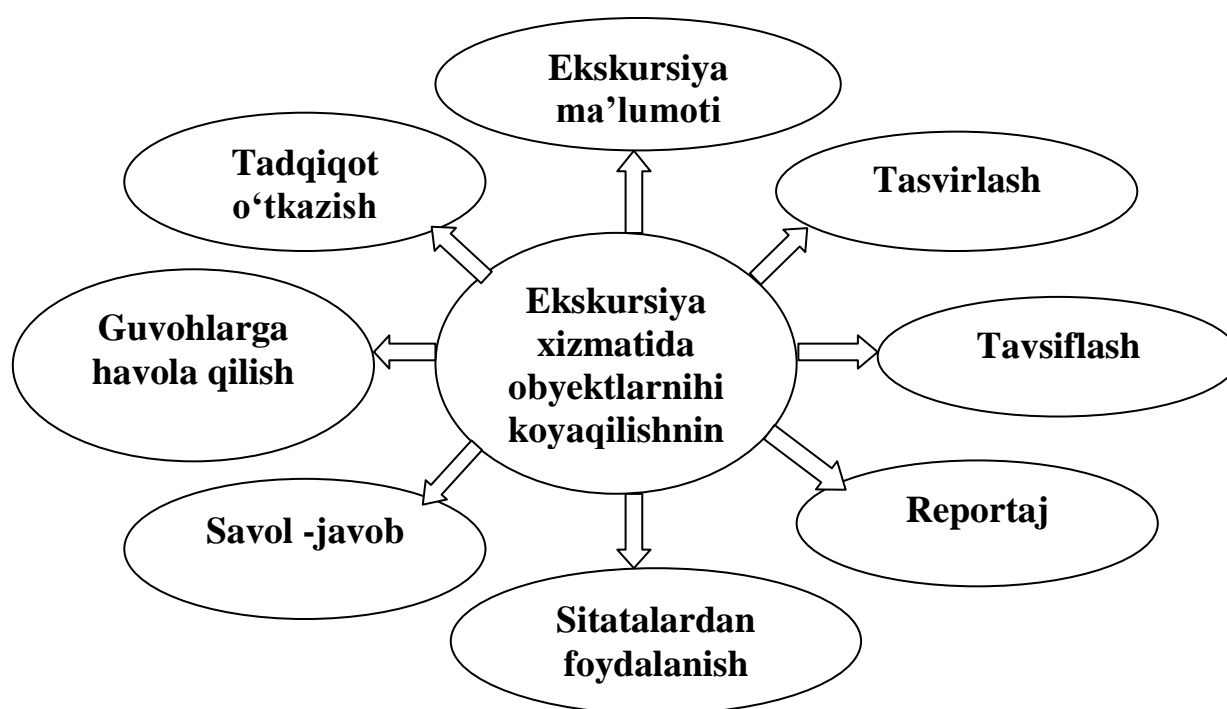 Ekskursiya
ma’lumoti
Tadqiqot
o‘tkazish
Tasvirlash
Guvohlarga
havola qilish
Ekskursiya
xizmatida
obyektlarnihi
koyaqilishnin
Tavsiflash
Savol -javob
Reportaj
Sitatalardan
foydalanish